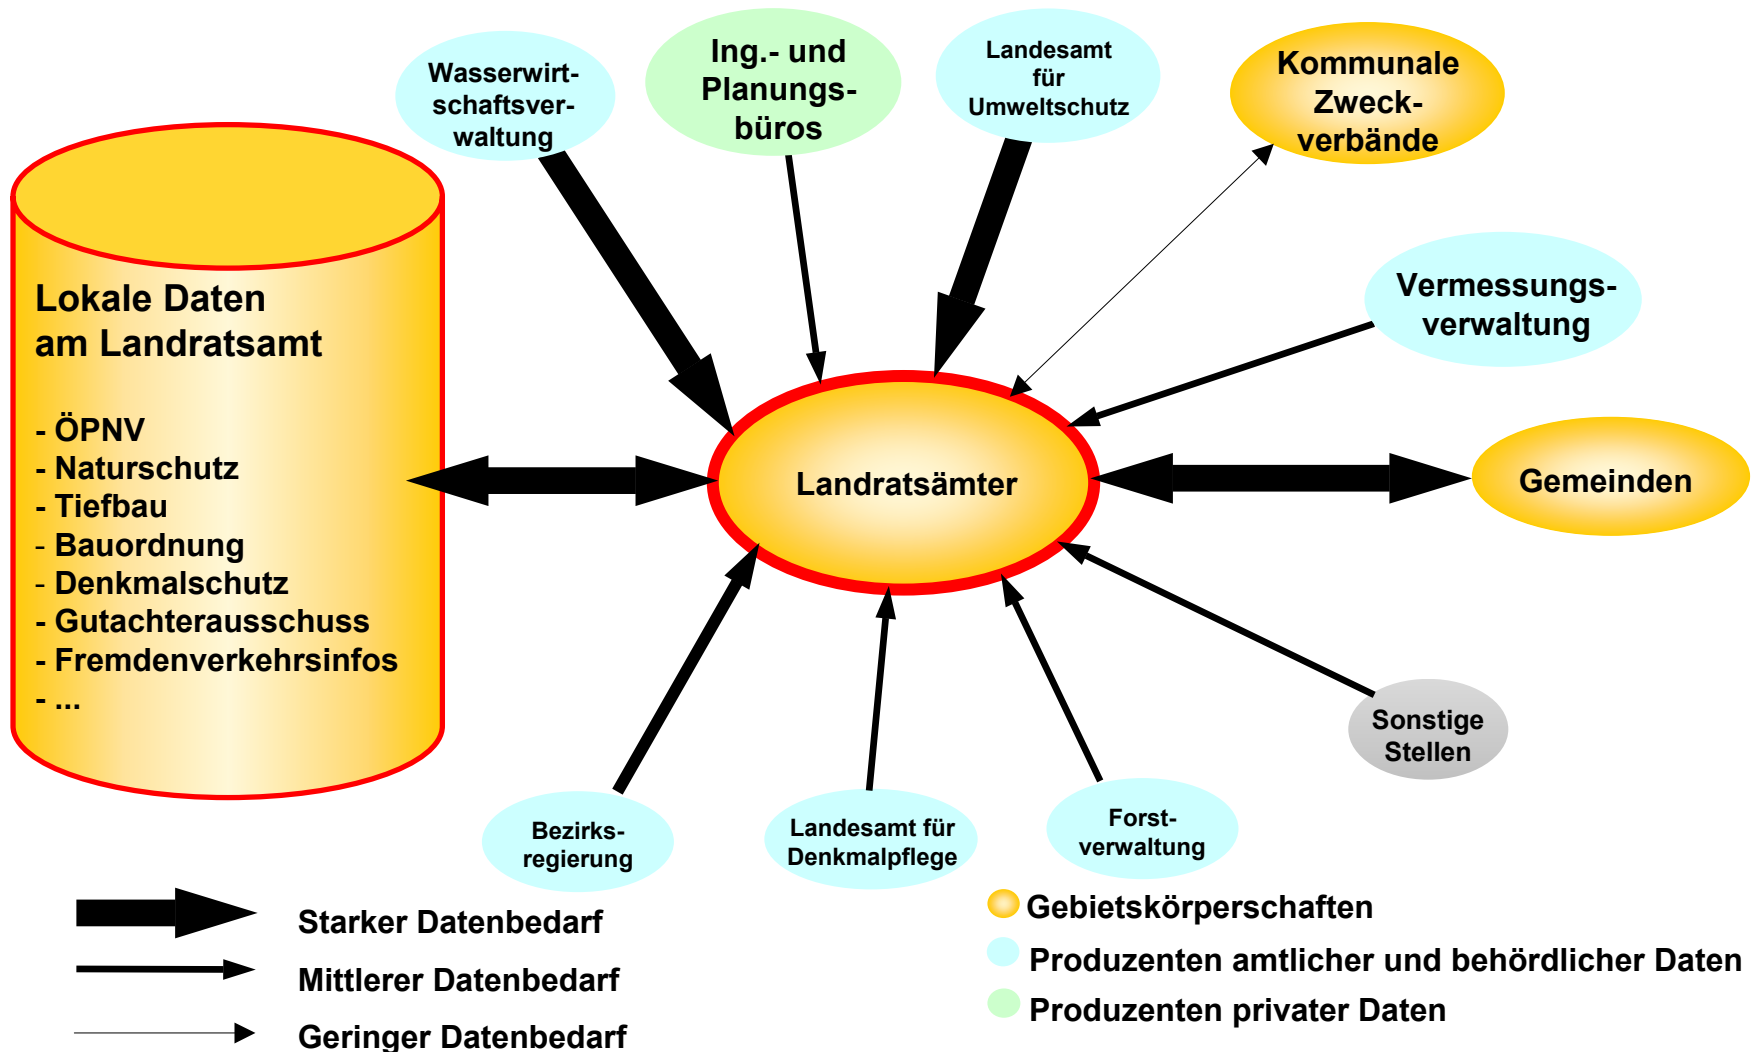 Wasserwirt-
schaftsver-
waltung
Ing.- und
Planungs-
büros
Landesamt
für
Umweltschutz
Kommunale
Zweck-
verbände
Vermessungs-
verwaltung
Lokale Daten
am Landratsamt
- ÖPNV
- Naturschutz
- Tiefbau
- Bauordnung
- Denkmalschutz
- Gutachterausschuss
- Fremdenverkehrsinfos
- ...
Landratsämter
Gemeinden
Sonstige
Stellen
Bezirks-
regierung
Landesamt für
Denkmalpflege
Forst-
verwaltung
Starker Datenbedarf
Mittlerer Datenbedarf
Geringer Datenbedarf
Gebietskörperschaften
Produzenten amtlicher und behördlicher Daten
Produzenten privater Daten